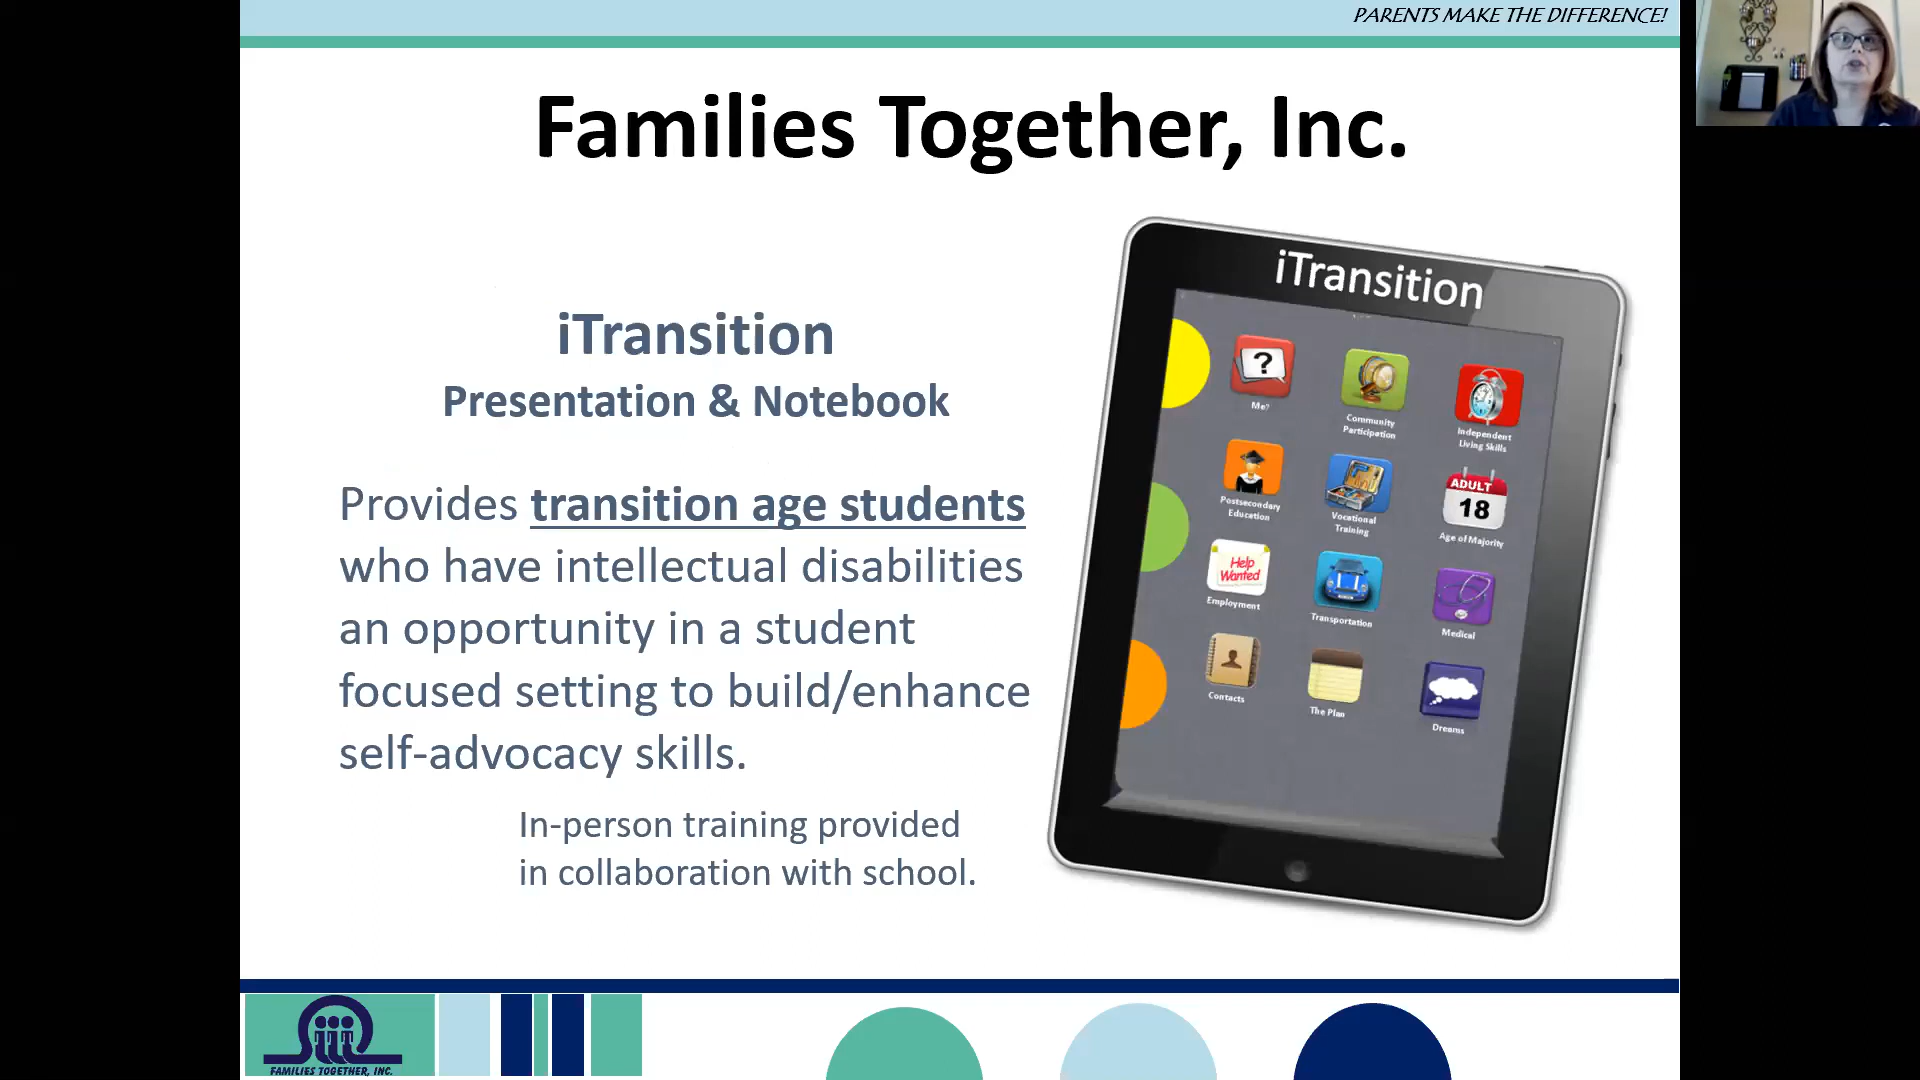 PARENTS MAKE THE DIFFERENCE!
Families Together, Inc.
iTransition
Presentation & Notebook
Provides transition age students
who have intellectual disabilities
an opportunity in a student
focused setting to build/enhance
self-advocacy skills.
In-person training provided
in collaboration with school.
iTransition
?
Me?
Community
Participation
Independent
Living Skills
Postsecondary
Education
Vocational
Training
ADULT
18
Age of Majority
Help
Wanted
Employment
Transportation
Medical
Contacts
The Plan
Dreams
FAMILIES TOGETHER, INC.